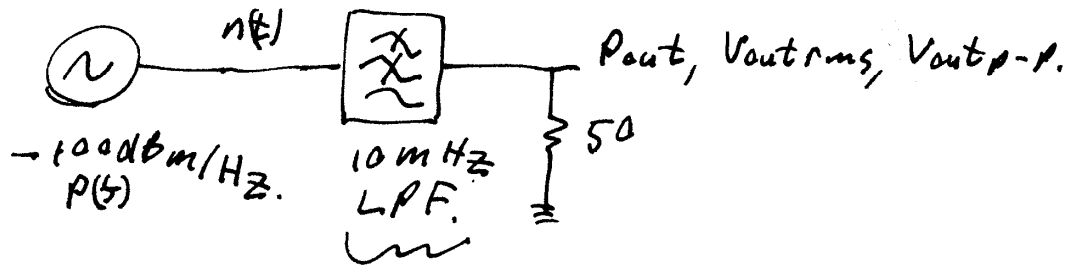 n(t)
Pout, Voutrms, Voutp-p.
-100dBm/Hz.
P(f)
10mHz
LPF.
50